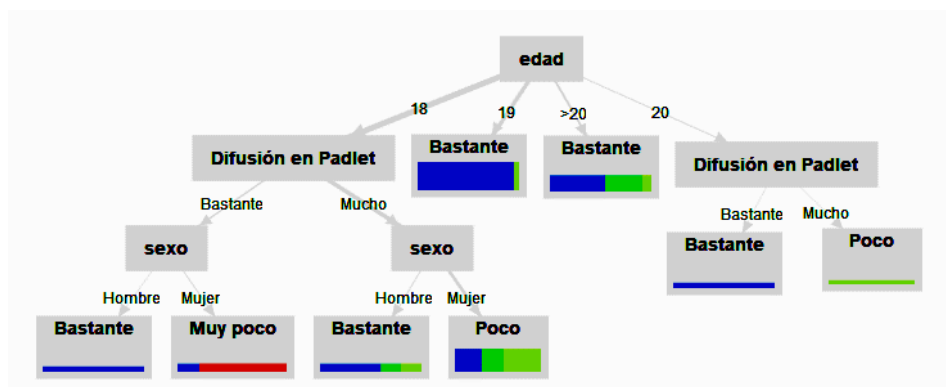 edad
18
19
>20
20
Difusión en Padlet
Bastante
Bastante
Difusión en Padlet
Bastante
Mucho
Bastante
Mucho
sexo
sexo
Bastante
Poco
Hombre
Mujer
Hombre
Mujer
Bastante
Muy poco
Bastante
Poco